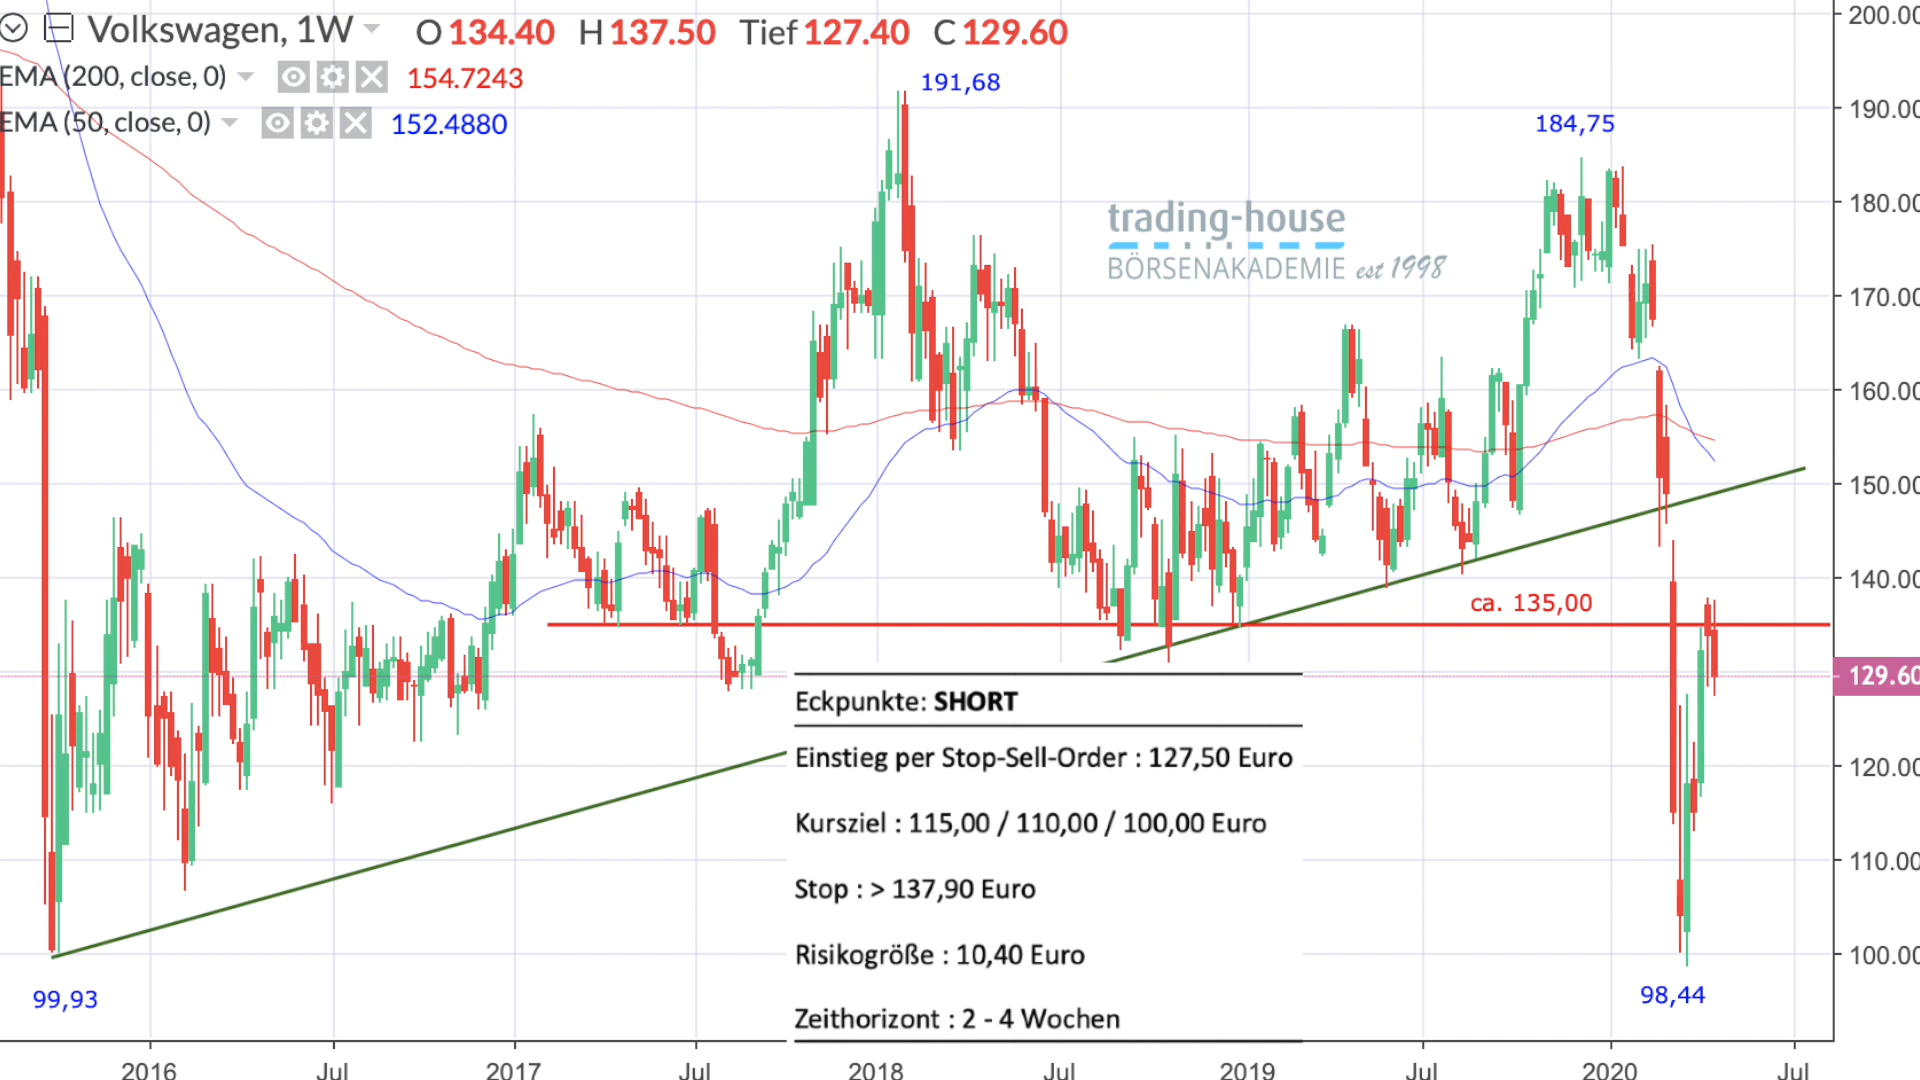 Volkswagen, 1W O 134.40 H 137.50 Tief 127.40 C 129.60
EMA (200, close, 0) 154.7243
EMA (50, close, 0) 152.4880
191,68
184,75
trading-house
BÖRSENAKADEMIE est 1998
ca. 135,00
Eckpunkte: SHORT
Einstieg per Stop-Sell-Order : 127,50 Euro
Kursziel : 115,00 / 110,00 / 100,00 Euro
Stop : > 137,90 Euro
Risikogröße : 10,40 Euro
Zeithorizont : 2 - 4 Wochen
99,93
98,44
200.00
190.00
180.00
170.00
160.00
150.00
140.00
129.60
120.00
110.00
100.00
2016 Jul 2017 Jul 2018 Jul 2019 Jul 2020 Jul